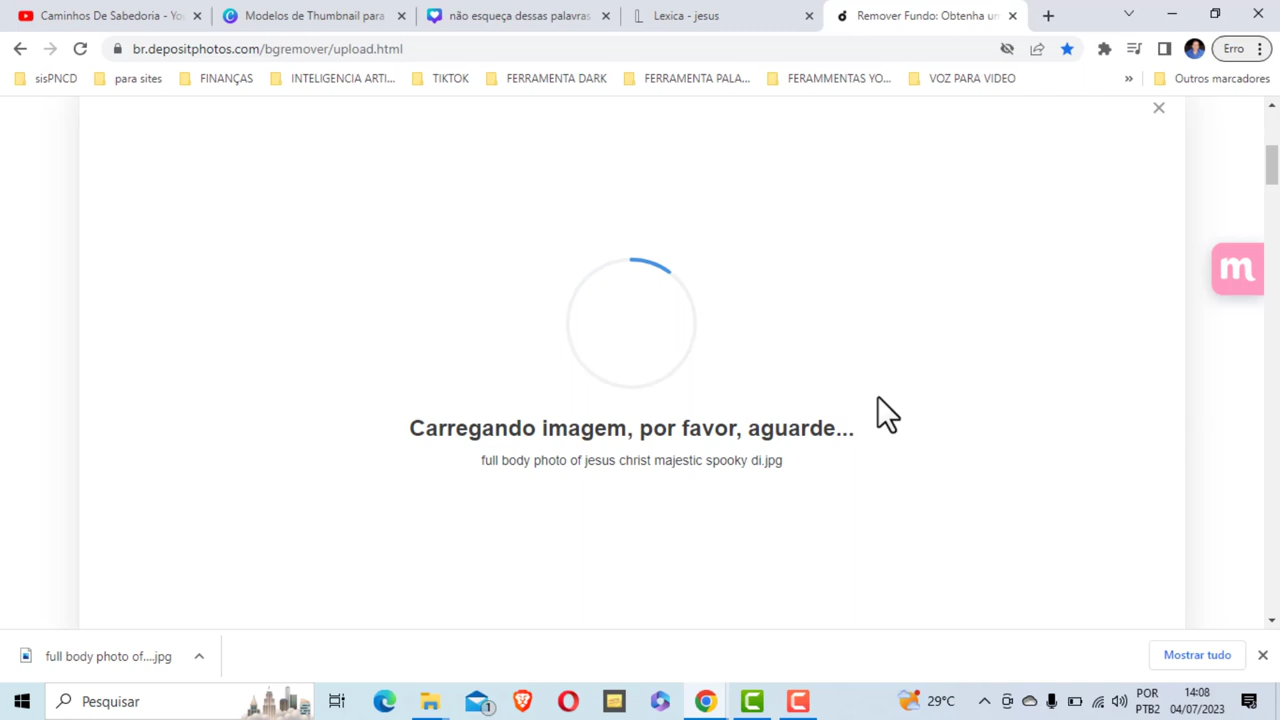 Caminhos De Sabedoria - You
Modelos de Thumbnail para
não esqueça dessas palavras
Lexica - jesus
Remover Fundo: Obtenha um
br.depositphotos.com/bgremover/upload.html
Erro
sisPNCD
para sites
FINANÇAS
INTELIGENCIA ARTI...
TIKTOK
FERRAMENTA DARK
FERRAMENTA PALA...
FERAMMENTAS YO...
VOZ PARA VIDEO
»
Outros marcadores
m
Carregando imagem, por favor, aguarde...
full body photo of jesus christ majestic spooky di.jpg
full body photo of....jpg
Mostrar tudo
Pesquisar
1
29°C
POR
PTB2
14:08
04/07/2023